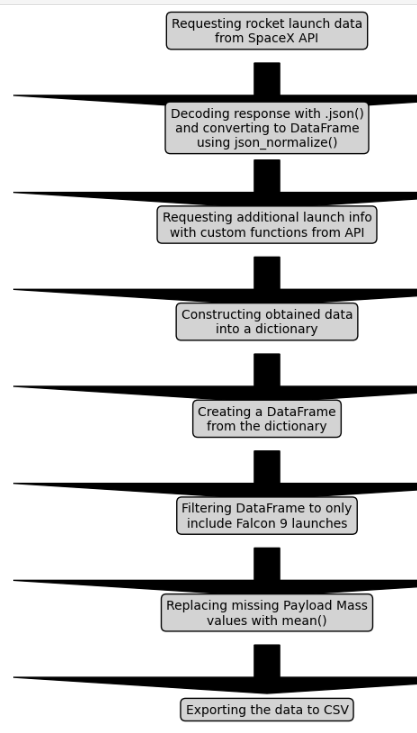 Requesting rocket launch data
from SpaceX API
Decoding response with .json()
and converting to DataFrame
using json_normalize()
Requesting additional launch info
with custom functions from API
Constructing obtained data
into a dictionary
Creating a DataFrame
from the dictionary
Filtering DataFrame to only
include Falcon 9 launches
Replacing missing Payload Mass
values with mean()
Exporting the data to CSV